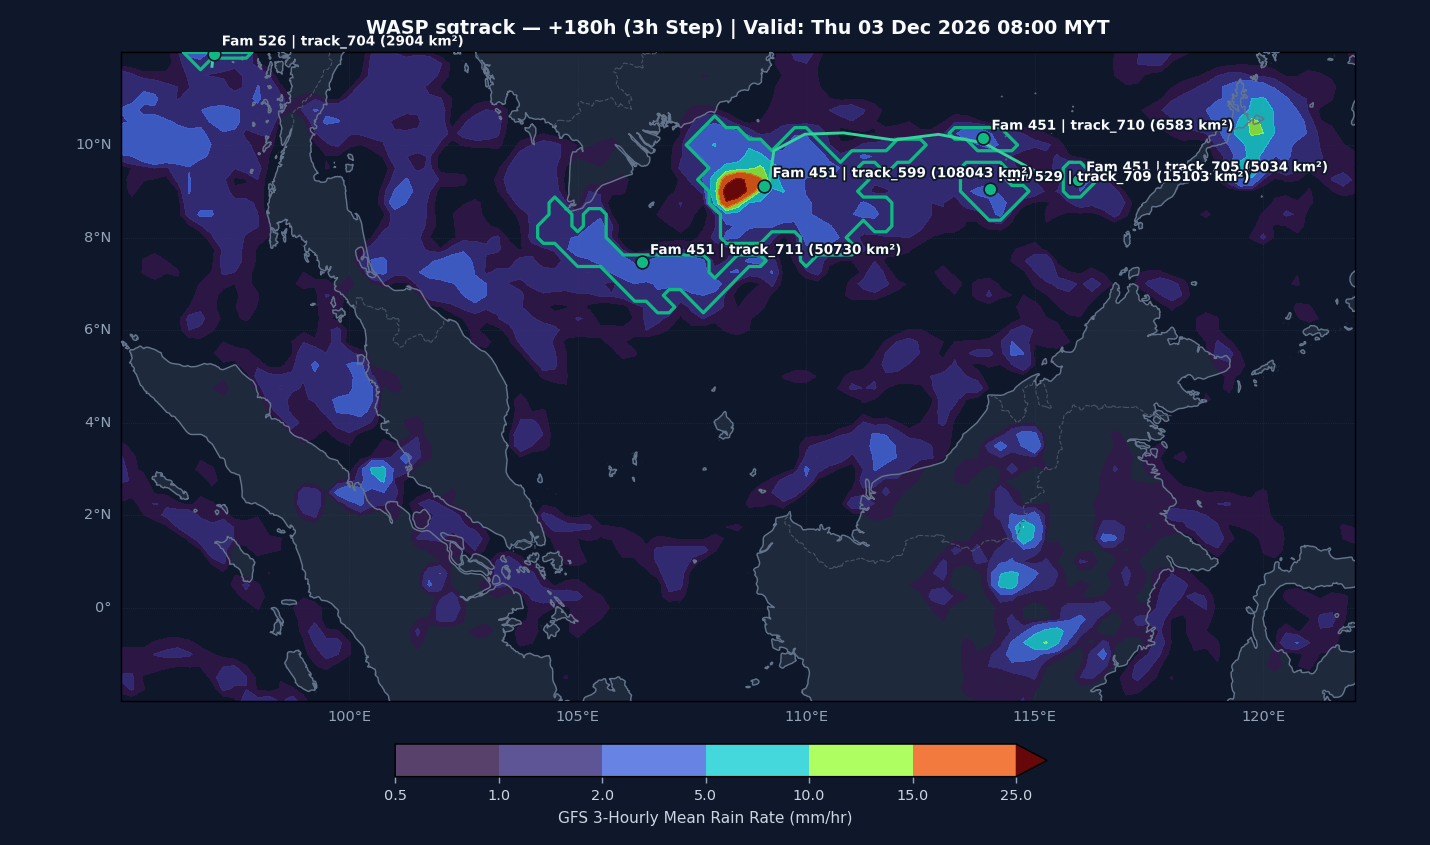 WASP sqtrack — +180h (3h Step) | Valid: Thu 03 Dec 2026 08:00 MYT
Fam 526 | track_704 (2904 km²)
Fam 451 | track_710 (6583 km²)
Fam 451 | track_705 (5034 km²)
Fam 451 | track_599 (108043 km²)
529 | track_709 (15103 km²)
Fam 451 | track_711 (50730 km²)
10°N
8°N
6°N
4°N
2°N
0°
100°E 105°E 110°E 115°E 120°E
0.5 1.0 2.0 5.0 10.0 15.0 25.0
GFS 3-Hourly Mean Rain Rate (mm/hr)